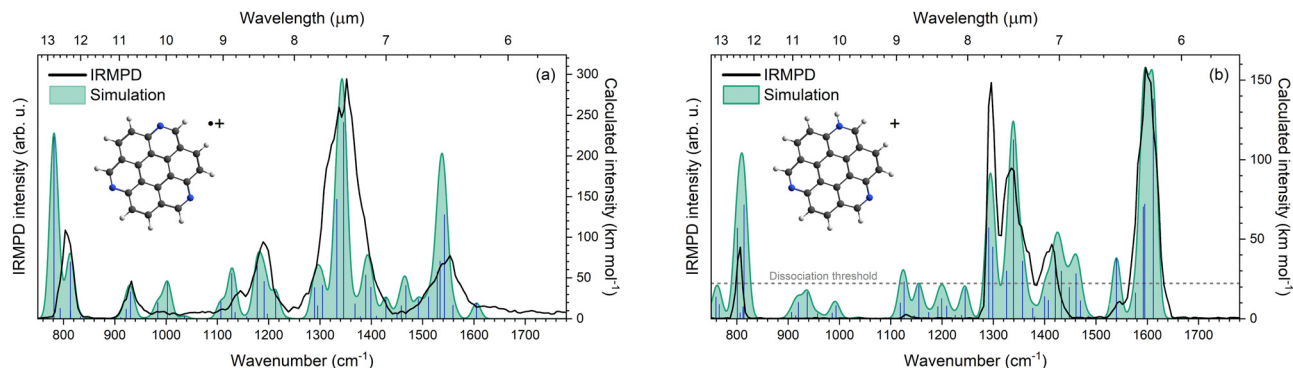 Wavelength (μm)
13 12 11 10 9 8 7 6
IRMPD
Simulation
(a)
•+
IRMPD intensity (arb. u.)
Calculated intensity (km mol-1)
300
250
200
150
100
50
0
800 900 1000 1100 1200 1300 1400 1500 1600 1700
Wavenumber (cm-1)
Wavelength (μm)
13 12 11 10 9 8 7 6
IRMPD
Simulation
(b)
+
Dissociation threshold
IRMPD intensity (arb. u.)
Calculated intensity (km mol-1)
150
100
50
0
800 900 1000 1100 1200 1300 1400 1500 1600 1700
Wavenumber (cm-1)